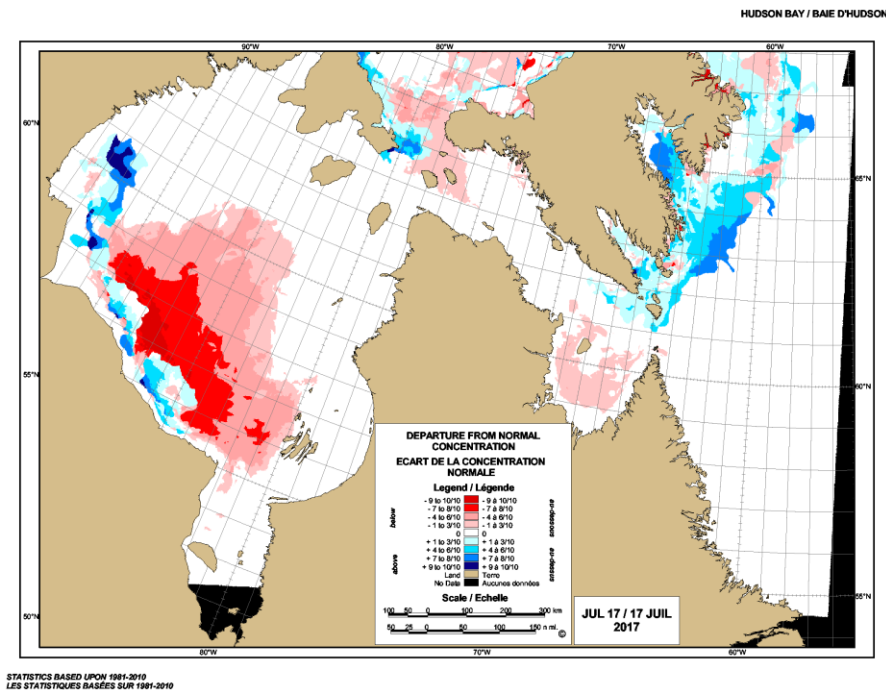 HUDSON BAY / BAIE D'HUDSON
90°W
80°W
70°W
60°W
60°N
65°N
55°N
60°N
50°N
55°N
80°W
70°W
60°W
DEPARTURE FROM NORMAL
CONCENTRATION
ECART DE LA CONCENTRATION
NORMALE
Legend / Légende
below
above
- 9 to 10/10 - 9 à 10/10
- 7 to 8/10 - 7 à 8/10
- 4 to 6/10 - 4 à 6/10
- 1 to 3/10 - 1 à 3/10
0 0
+ 1 to 3/10 + 1 à 3/10
+ 4 to 6/10 + 4 à 6/10
+ 7 to 8/10 + 7 à 8/10
+ 9 to 10/10 + 9 à 10/10
Land Terre
No Data Aucunes données
au-dessous
au-dessus
Scale / Echelle
100 50 0 100 200 300 km
50 25 0 50 100 150 n mi.
JUL 17 / 17 JUIL
2017
STATISTICS BASED UPON 1981-2010
LES STATISTIQUES BASÉES SUR 1981-2010